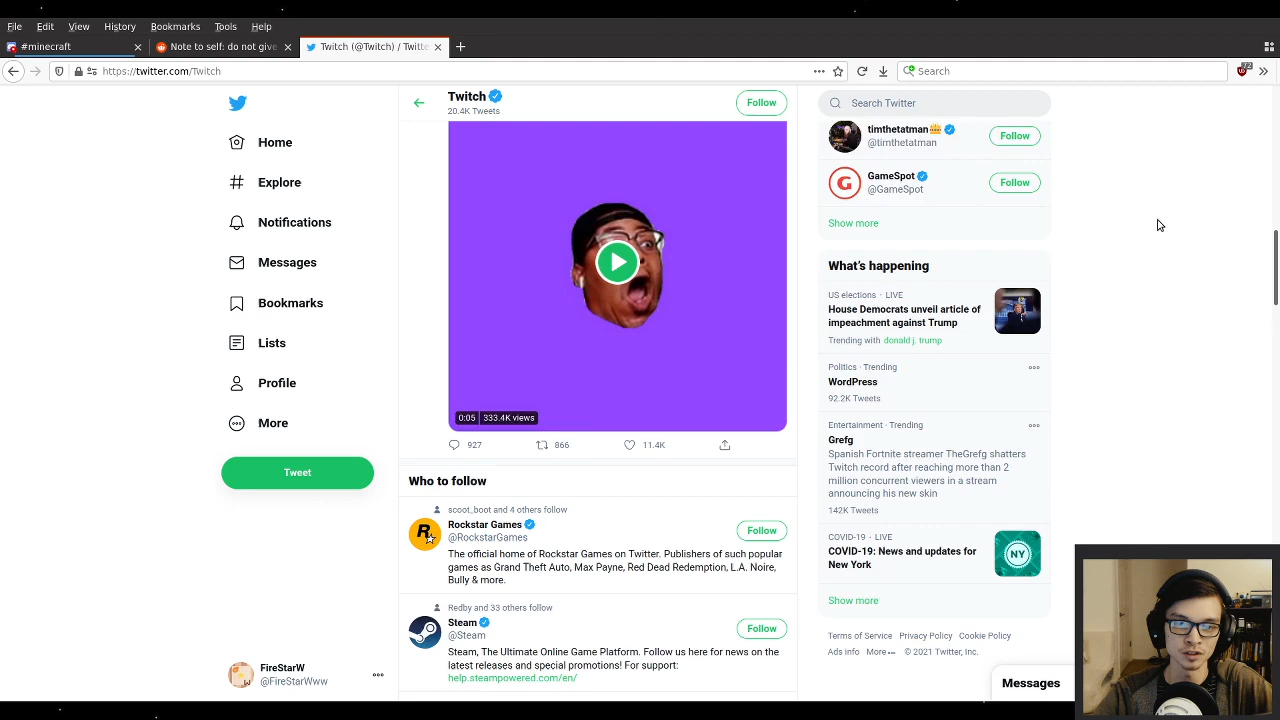 File Edit View History Bookmarks Tools Help
#minecraft
Note to self: do not give
Twitch (@Twitch) / Twitte
https://twitter.com/Twitch
Search
72
Home
Explore
Notifications
Messages
Bookmarks
Lists
Profile
More
Tweet
FireStarW
@FireStarWww
Twitch
20.4K Tweets
Follow
0:05 333.4K views
927 866 11.4K
Who to follow
scoot_boot and 4 others follow
Rockstar Games
@RockstarGames
Follow
The official home of Rockstar Games on Twitter. Publishers of such popular
games as Grand Theft Auto, Max Payne, Red Dead Redemption, L.A. Noire,
Bully & more.
Redby and 33 others follow
Steam
@Steam
Follow
Steam, The Ultimate Online Game Platform. Follow us here for news on the
latest releases and special promotions! For support:
help.steampowered.com/en/
Search Twitter
timthetatman
@timthetatman
Follow
GameSpot
@GameSpot
Follow
Show more
What's happening
US elections · LIVE
House Democrats unveil article of
impeachment against Trump
Trending with donald j. trump
Politics · Trending
WordPress
92.2K Tweets
Entertainment · Trending
Grefg
Spanish Fortnite streamer TheGrefg shatters
Twitch record after reaching more than 2
million concurrent viewers in a stream
announcing his new skin
142K Tweets
COVID-19 · LIVE
COVID-19: News and updates for
New York
NY
Show more
Terms of Service Privacy Policy Cookie Policy
Ads info More © 2021 Twitter, Inc.
Messages